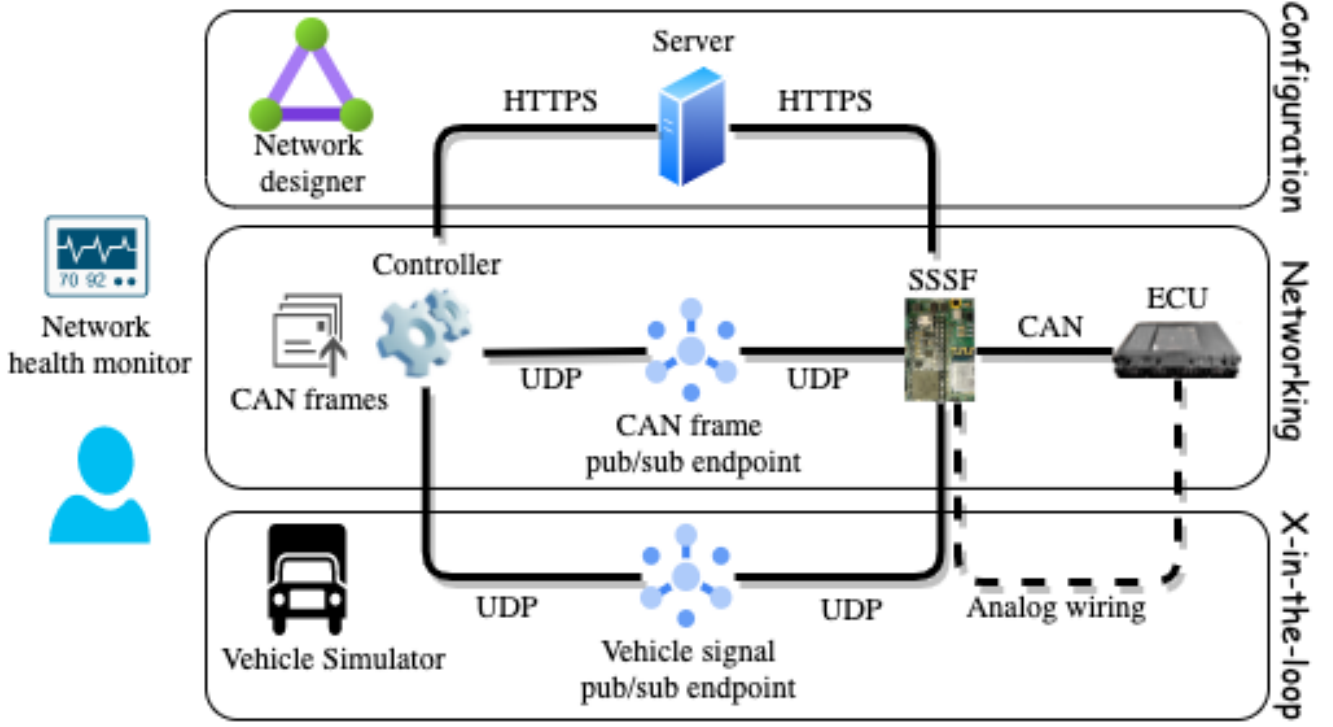 Configuration
Server
HTTPS
HTTPS
Network
designer
Networking
Controller
SSSF
ECU
CAN
70 92
Network
health monitor
UDP
UDP
CAN frames
CAN frame
pub/sub endpoint
X-in-the-loop
UDP
UDP
Analog wiring
Vehicle Simulator
Vehicle signal
pub/sub endpoint